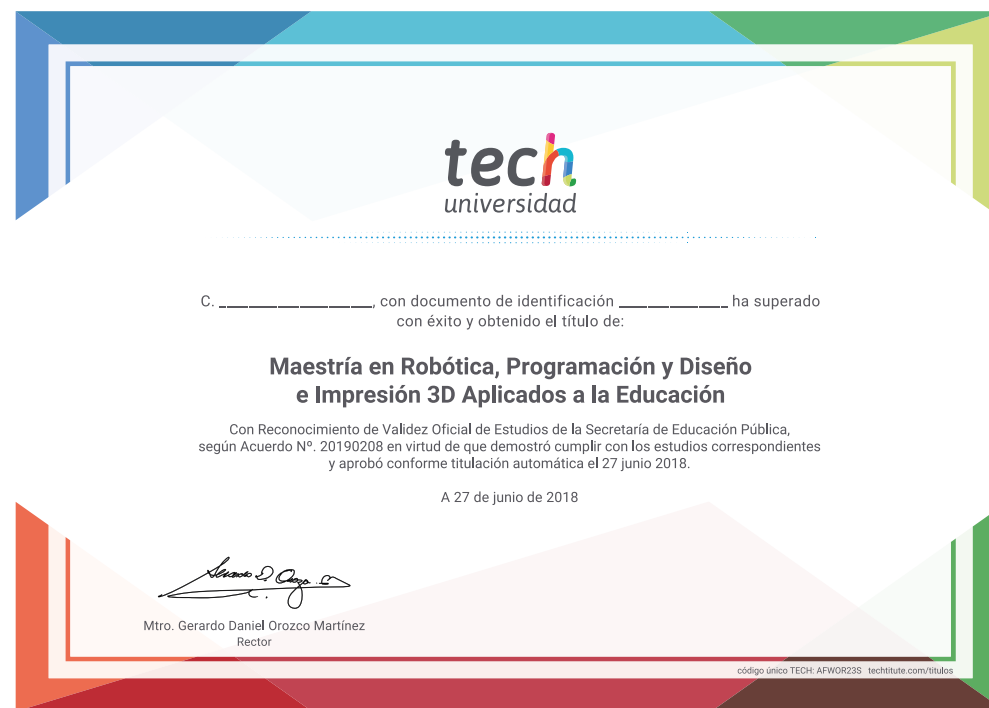 tech
universidad
C. ________________, con documento de identificación ____________ ha superado
con éxito y obtenido el título de:
Maestría en Robótica, Programación y Diseño
e Impresión 3D Aplicados a la Educación
Con Reconocimiento de Validez Oficial de Estudios de la Secretaría de Educación Pública,
según Acuerdo Nº. 20190208 en virtud de que demostró cumplir con los estudios correspondientes
y aprobó conforme titulación automática el 27 junio 2018.
A 27 de junio de 2018
Mtro. Gerardo Daniel Orozco Martínez
Rector
código único TECH: AFWOR23S techtitute.com/titulos